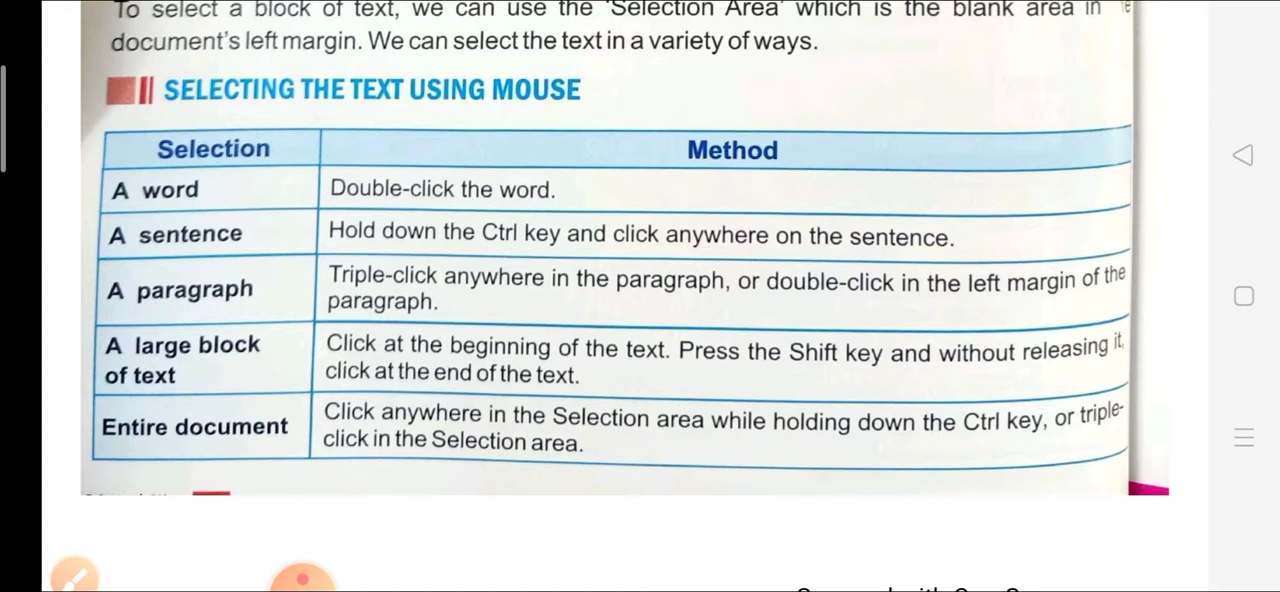 To select a block of text, we can use the 'Selection Area' which is the blank area in
document's left margin. We can select the text in a variety of ways.
SELECTING THE TEXT USING MOUSE
Selection Method
A word Double-click the word.
A sentence Hold down the Ctrl key and click anywhere on the sentence.
A paragraph Triple-click anywhere in the paragraph, or double-click in the left margin of the
paragraph.
A large block Click at the beginning of the text. Press the Shift key and without releasing it,
of text click at the end of the text.
Entire document Click anywhere in the Selection area while holding down the Ctrl key, or triple-
click in the Selection area.